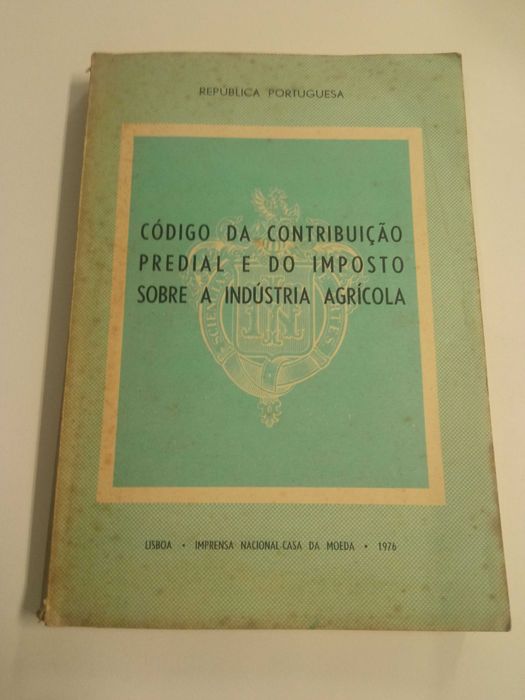 REPÚBLICA PORTUGUESA
CÓDIGO DA CONTRIBUIÇÃO
PREDIAL E DO IMPOSTO
SOBRE A INDÚSTRIA AGRÍCOLA
LISBOA • IMPRENSA NACIONAL-CASA DA MOEDA • 1976